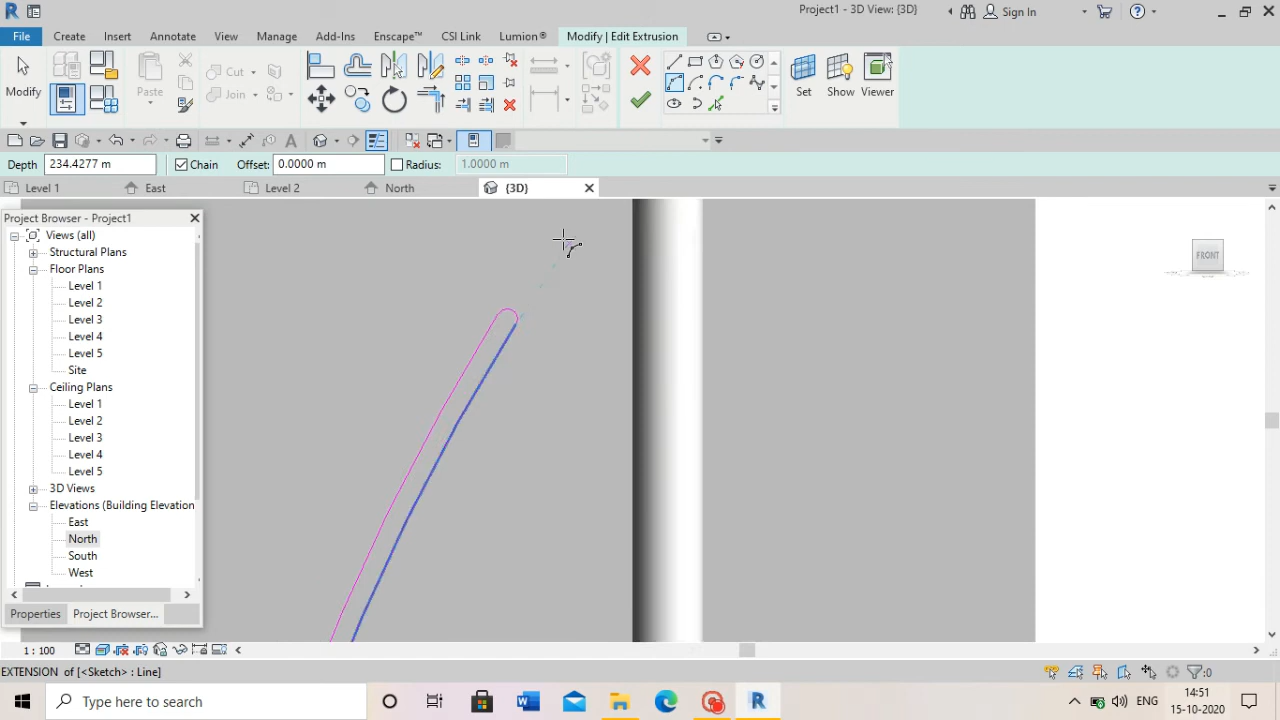 Project1 - 3D View: {3D}
Sign In
File
Create
Insert
Annotate
View
Manage
Add-Ins
Enscape™
CSI Link
Lumion®
Modify | Edit Extrusion
Modify
Paste
Cut
Join
Set
Show
Viewer
Depth
234.4277 m
Chain
Offset:
0.0000 m
Radius:
1.0000 m
Level 1
East
Level 2
North
{3D}
Project Browser - Project1
Views (all)
Structural Plans
Floor Plans
Level 1
Level 2
Level 3
Level 4
Level 5
Site
Ceiling Plans
Level 1
Level 2
Level 3
Level 4
Level 5
3D Views
Elevations (Building Elevation
East
North
South
West
Properties
Project Browser...
FRONT
1 : 100
EXTENSION of [<Sketch> : Line]
:0
Type here to search
ENG
14:51
15-10-2020